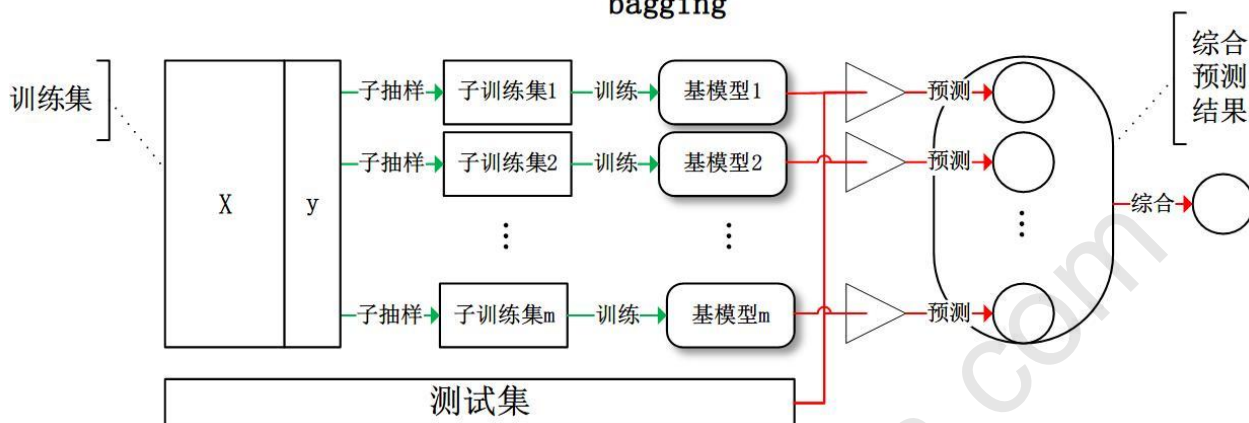 bagging
训练集
X
y
子抽样
子训练集1
训练
基模型1
预测
子抽样
子训练集2
训练
基模型2
预测
⋮
⋮
⋮
子抽样
子训练集m
训练
基模型m
预测
综合
预测
结果
综合
测试集
com